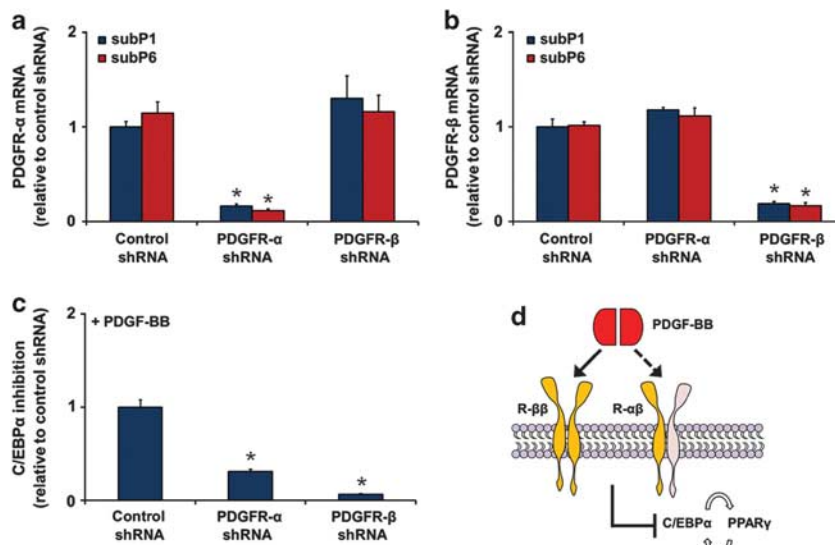 a
PDGFR-α mRNA
(relative to control shRNA)
2
1
0
subP1
subP6
*
*
Control
shRNA
PDGFR-α
shRNA
PDGFR-β
shRNA
b
PDGFR-β mRNA
(relative to control shRNA)
2
1
0
subP1
subP6
*
*
Control
shRNA
PDGFR-α
shRNA
PDGFR-β
shRNA
c
C/EBPα inhibition
(relative to control shRNA)
2
1
0
+ PDGF-BB
*
*
Control
shRNA
PDGFR-α
shRNA
PDGFR-β
shRNA
d
PDGF-BB
R-ββ
R-αβ
C/EBPα
PPARγ